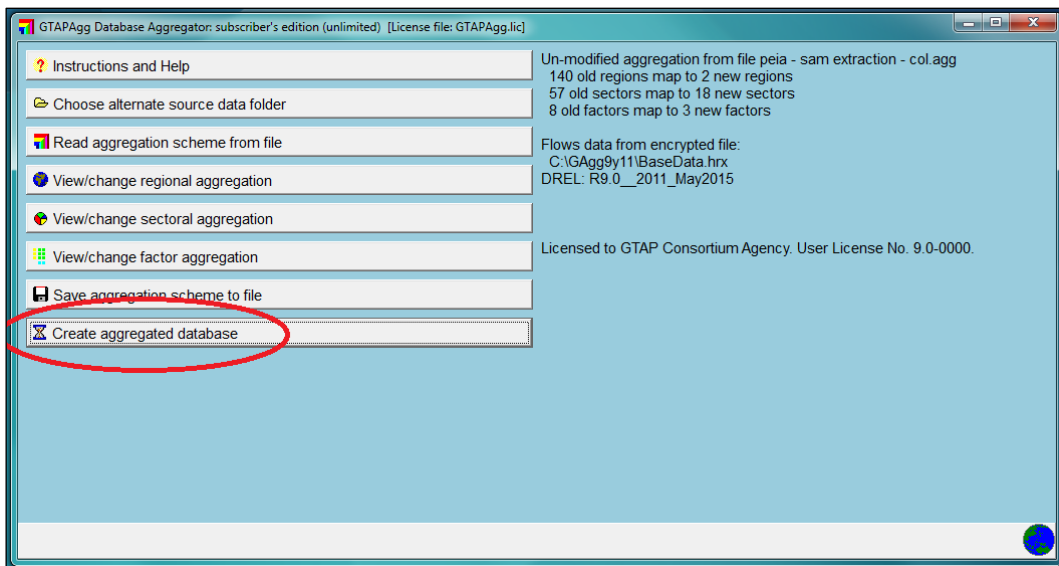 GTAPAgg Database Aggregator: subscriber's edition (unlimited) [License file: GTAPAgg.lic]
? Instructions and Help
Choose alternate source data folder
Read aggregation scheme from file
View/change regional aggregation
View/change sectoral aggregation
View/change factor aggregation
Save aggregation scheme to file
Create aggregated database
Un-modified aggregation from file peia - sam extraction - col.agg
140 old regions map to 2 new regions
57 old sectors map to 18 new sectors
8 old factors map to 3 new factors
Flows data from encrypted file:
C:\GAgg9y11\BaseData.hrx
DREL: R9.0__2011_May2015
Licensed to GTAP Consortium Agency. User License No. 9.0-0000.